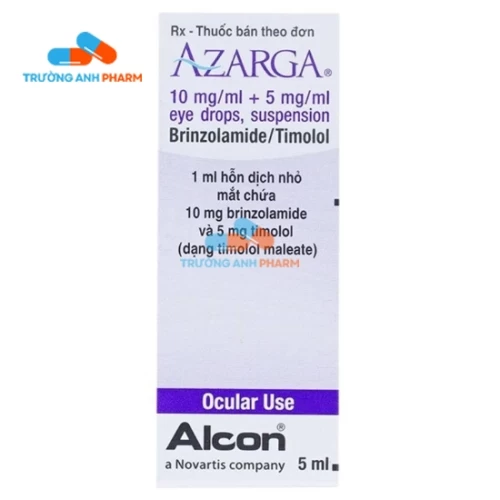 TRƯỜNG ANH PHARM
Rx - Thuốc bán theo đơn
AZARGA®
10 mg/ml + 5 mg/ml
eye drops, suspension
Brinzolamide/Timolol
1 ml hỗn dịch nhỏ
mắt chứa
10 mg brinzolamide
và 5 mg timolol
(dạng timolol maleate)
TRƯỜNG ANH PHARM
Ocular Use
Alcon®
a Novartis company
5 ml